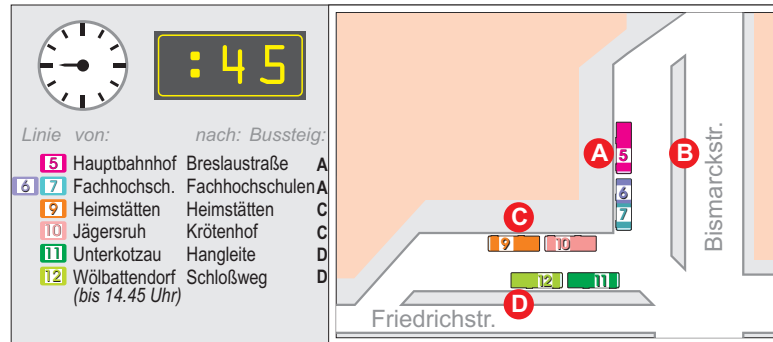 :45
Linie von: nach: Bussteig:
5 Hauptbahnhof Breslaustraße A
6 7 Fachhochsch. Fachhochschulen A
9 Heimstätten Heimstätten C
10 Jägersruh Krötenhof C
11 Unterkotzau Hangleite D
12 Wölbattendorf Schloßweg D
(bis 14.45 Uhr)
A
5
B
6
7
Bismarckstr.
C
9 10
12 11
D
Friedrichstr.